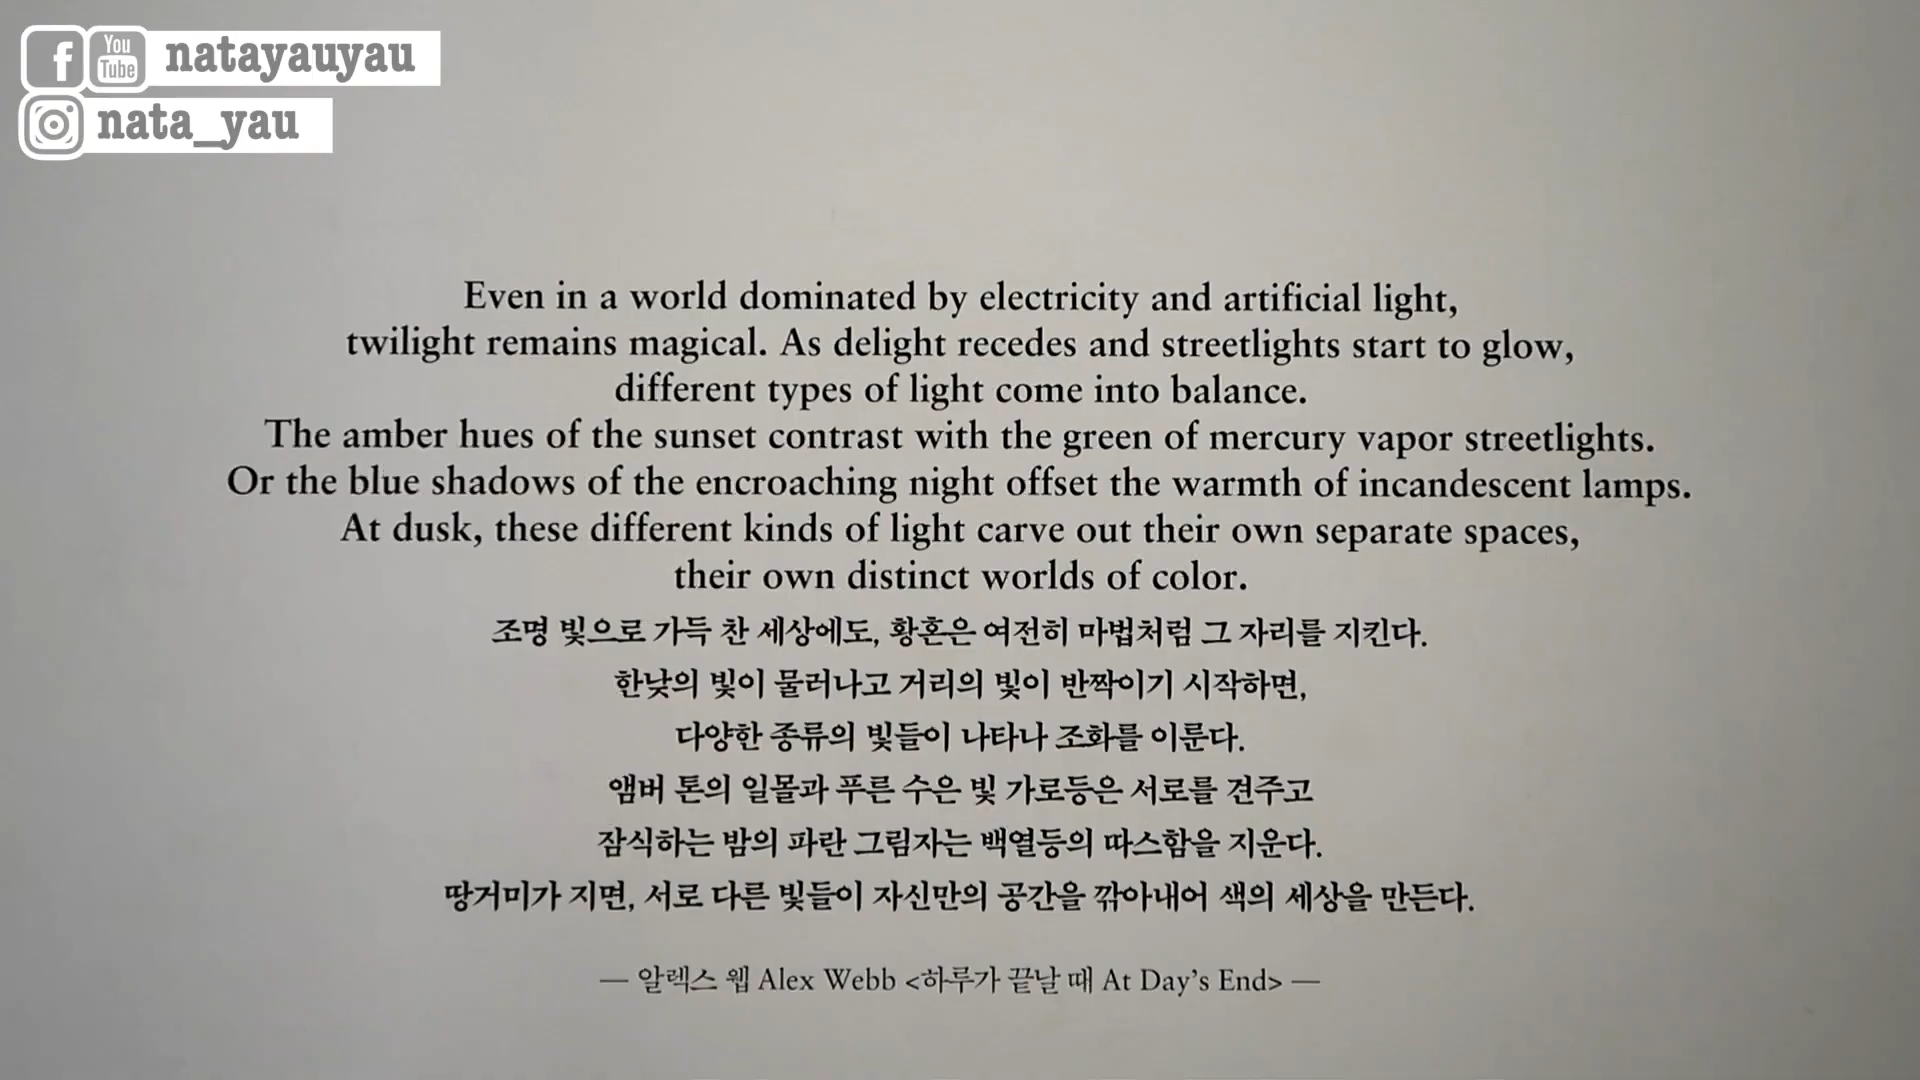 f You Tube natayauyau
nata_yau
Even in a world dominated by electricity and artificial light,
twilight remains magical. As delight recedes and streetlights start to glow,
different types of light come into balance.
The amber hues of the sunset contrast with the green of mercury vapor streetlights.
Or the blue shadows of the encroaching night offset the warmth of incandescent lamps.
At dusk, these different kinds of light carve out their own separate spaces,
their own distinct worlds of color.
조명 빛으로 가득 찬 세상에도, 황혼은 여전히 마법처럼 그 자리를 지킨다.
한낮의 빛이 물러나고 거리의 빛이 반짝이기 시작하면,
다양한 종류의 빛들이 나타나 조화를 이룬다.
앰버 톤의 일몰과 푸른 수은 빛 가로등은 서로를 견주고
잠식하는 밤의 파란 그림자는 백열등의 따스함을 지운다.
땅거미가 지면, 서로 다른 빛들이 자신만의 공간을 깎아내어 색의 세상을 만든다.
— 알렉스 웹 Alex Webb <하루가 끝날 때 At Day’s End> —